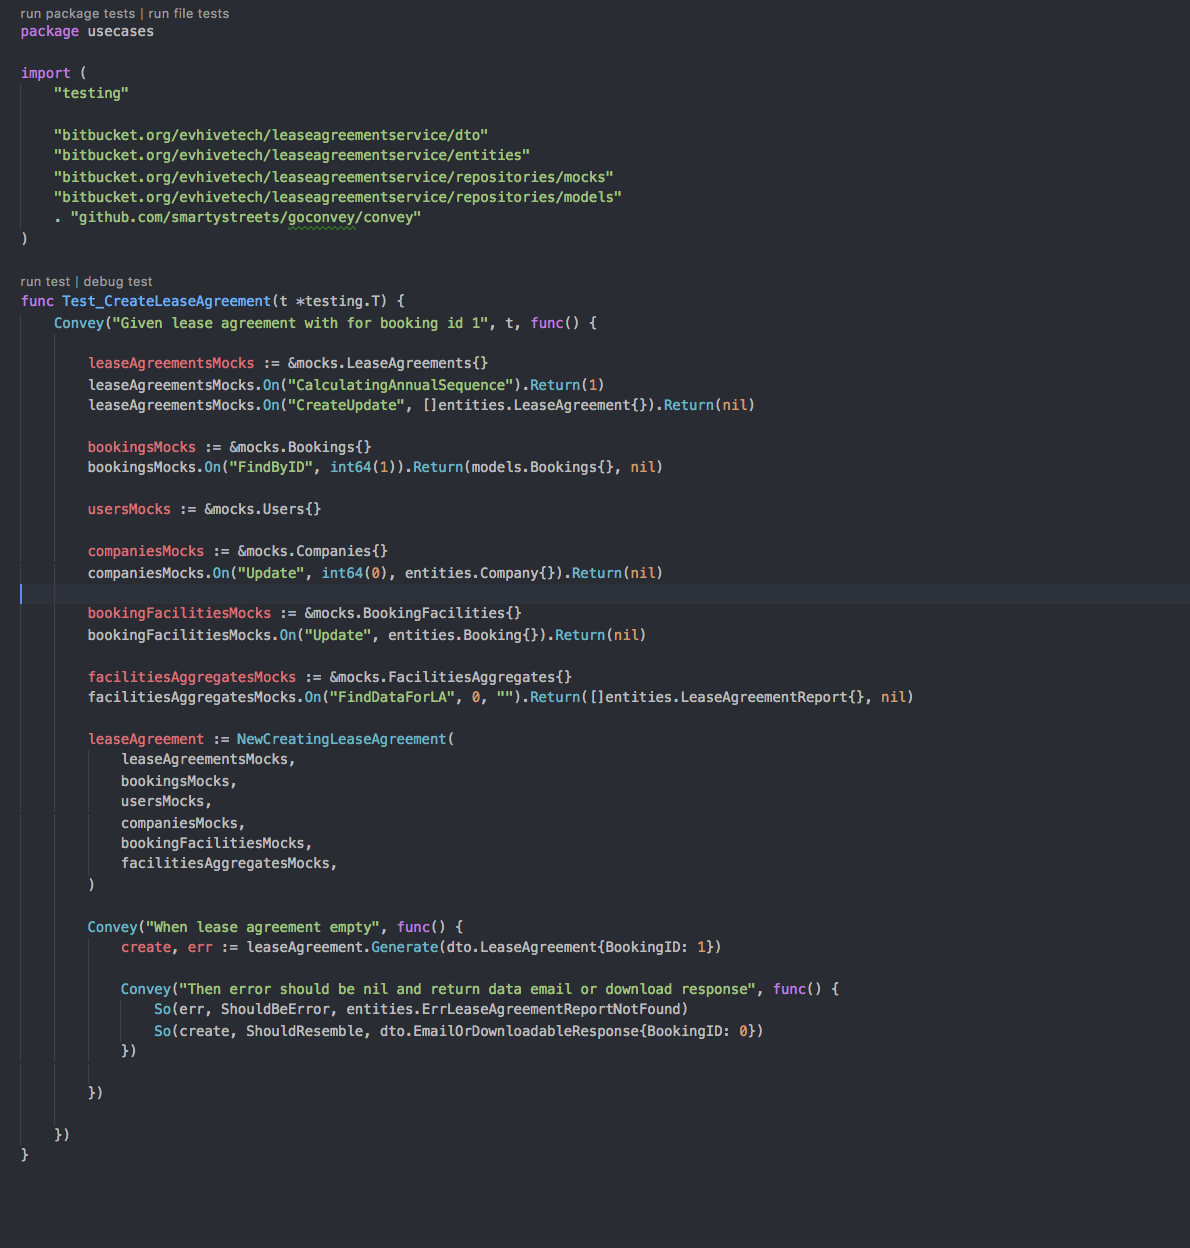 run package tests | run file tests
package usecases
import (
"testing"
"bitbucket.org/evhivetech/leaseagreementservice/dto"
"bitbucket.org/evhivetech/leaseagreementservice/entities"
"bitbucket.org/evhivetech/leaseagreementservice/repositories/mocks"
"bitbucket.org/evhivetech/leaseagreementservice/repositories/models"
. "github.com/smartystreets/goconvey/convey"
)
run test | debug test
func Test_CreateLeaseAgreement(t *testing.T) {
Convey("Given lease agreement with for booking id 1", t, func() {
leaseAgreementsMocks := &mocks.LeaseAgreements{}
leaseAgreementsMocks.On("CalculatingAnnualSequence").Return(1)
leaseAgreementsMocks.On("CreateUpdate", []entities.LeaseAgreement{}).Return(nil)
bookingsMocks := &mocks.Bookings{}
bookingsMocks.On("FindByID", int64(1)).Return(models.Bookings{}, nil)
usersMocks := &mocks.Users{}
companiesMocks := &mocks.Companies{}
companiesMocks.On("Update", int64(0), entities.Company{}).Return(nil)
bookingFacilitiesMocks := &mocks.BookingFacilities{}
bookingFacilitiesMocks.On("Update", entities.Booking{}).Return(nil)
facilitiesAggregatesMocks := &mocks.FacilitiesAggregates{}
facilitiesAggregatesMocks.On("FindDataForLA", 0, "").Return([]entities.LeaseAgreementReport{}, nil)
leaseAgreement := NewCreatingLeaseAgreement(
leaseAgreementsMocks,
bookingsMocks,
usersMocks,
companiesMocks,
bookingFacilitiesMocks,
facilitiesAggregatesMocks,
)
Convey("When lease agreement empty", func() {
create, err := leaseAgreement.Generate(dto.LeaseAgreement{BookingID: 1})
Convey("Then error should be nil and return data email or download response", func() {
So(err, ShouldBeError, entities.ErrLeaseAgreementReportNotFound)
So(create, ShouldResemble, dto.EmailOrDownloadableResponse{BookingID: 0})
})
})
})
}